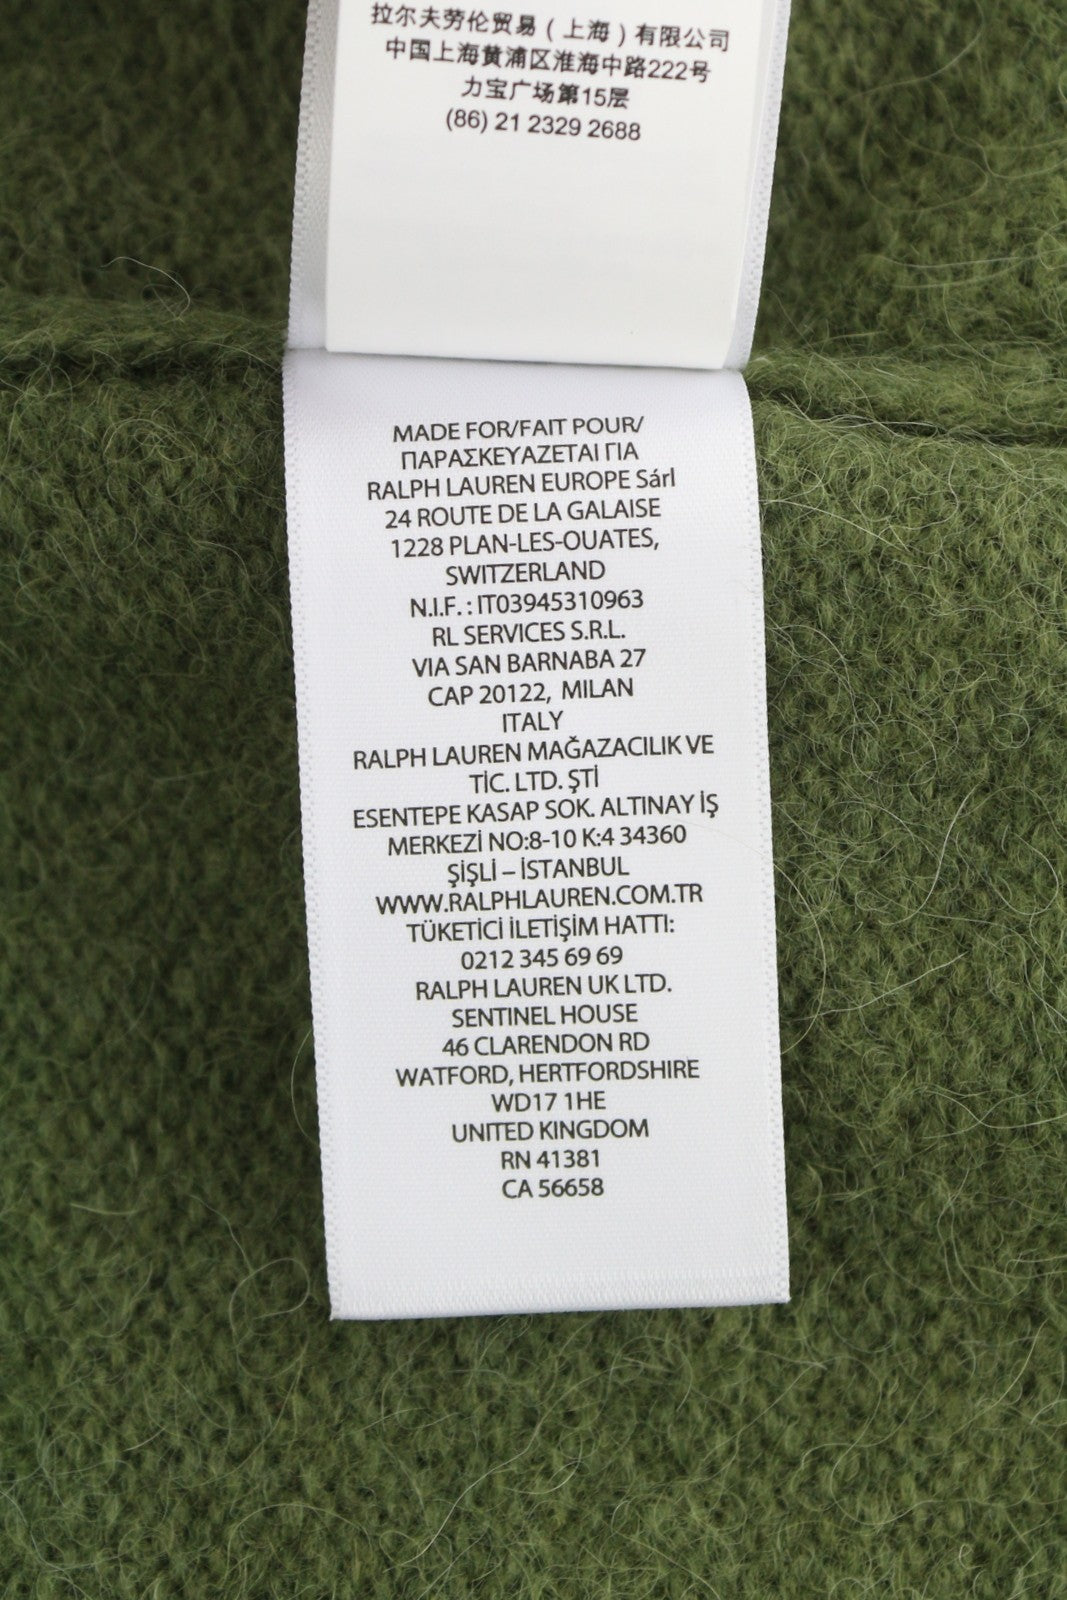 拉尔夫劳伦贸易（上海）有限公司
中国上海黄浦区淮海中路222号
力宝广场第15层
(86) 21 2329 2688
MADE FOR/FAIT POUR/
ΠΑΡΑΣΚΕΥΑΖΕΤΑΙ ΓΙΑ
RALPH LAUREN EUROPE Sárl
24 ROUTE DE LA GALAISE
1228 PLAN-LES-OUATES,
SWITZERLAND
N.I.F. : IT03945310963
RL SERVICES S.R.L.
VIA SAN BARNABA 27
CAP 20122, MILAN
ITALY
RALPH LAUREN MAĞAZACILIK VE
TİC. LTD. ŞTİ
ESENTEPE KASAP SOK. ALTINAY İŞ
MERKEZİ NO:8-10 K:4 34360
ŞİŞLİ – İSTANBUL
WWW.RALPHLAUREN.COM.TR
TÜKETİCİ İLETİŞİM HATTI:
0212 345 69 69
RALPH LAUREN UK LTD.
SENTINEL HOUSE
46 CLARENDON RD
WATFORD, HERTFORDSHIRE
WD17 1HE
UNITED KINGDOM
RN 41381
CA 56658